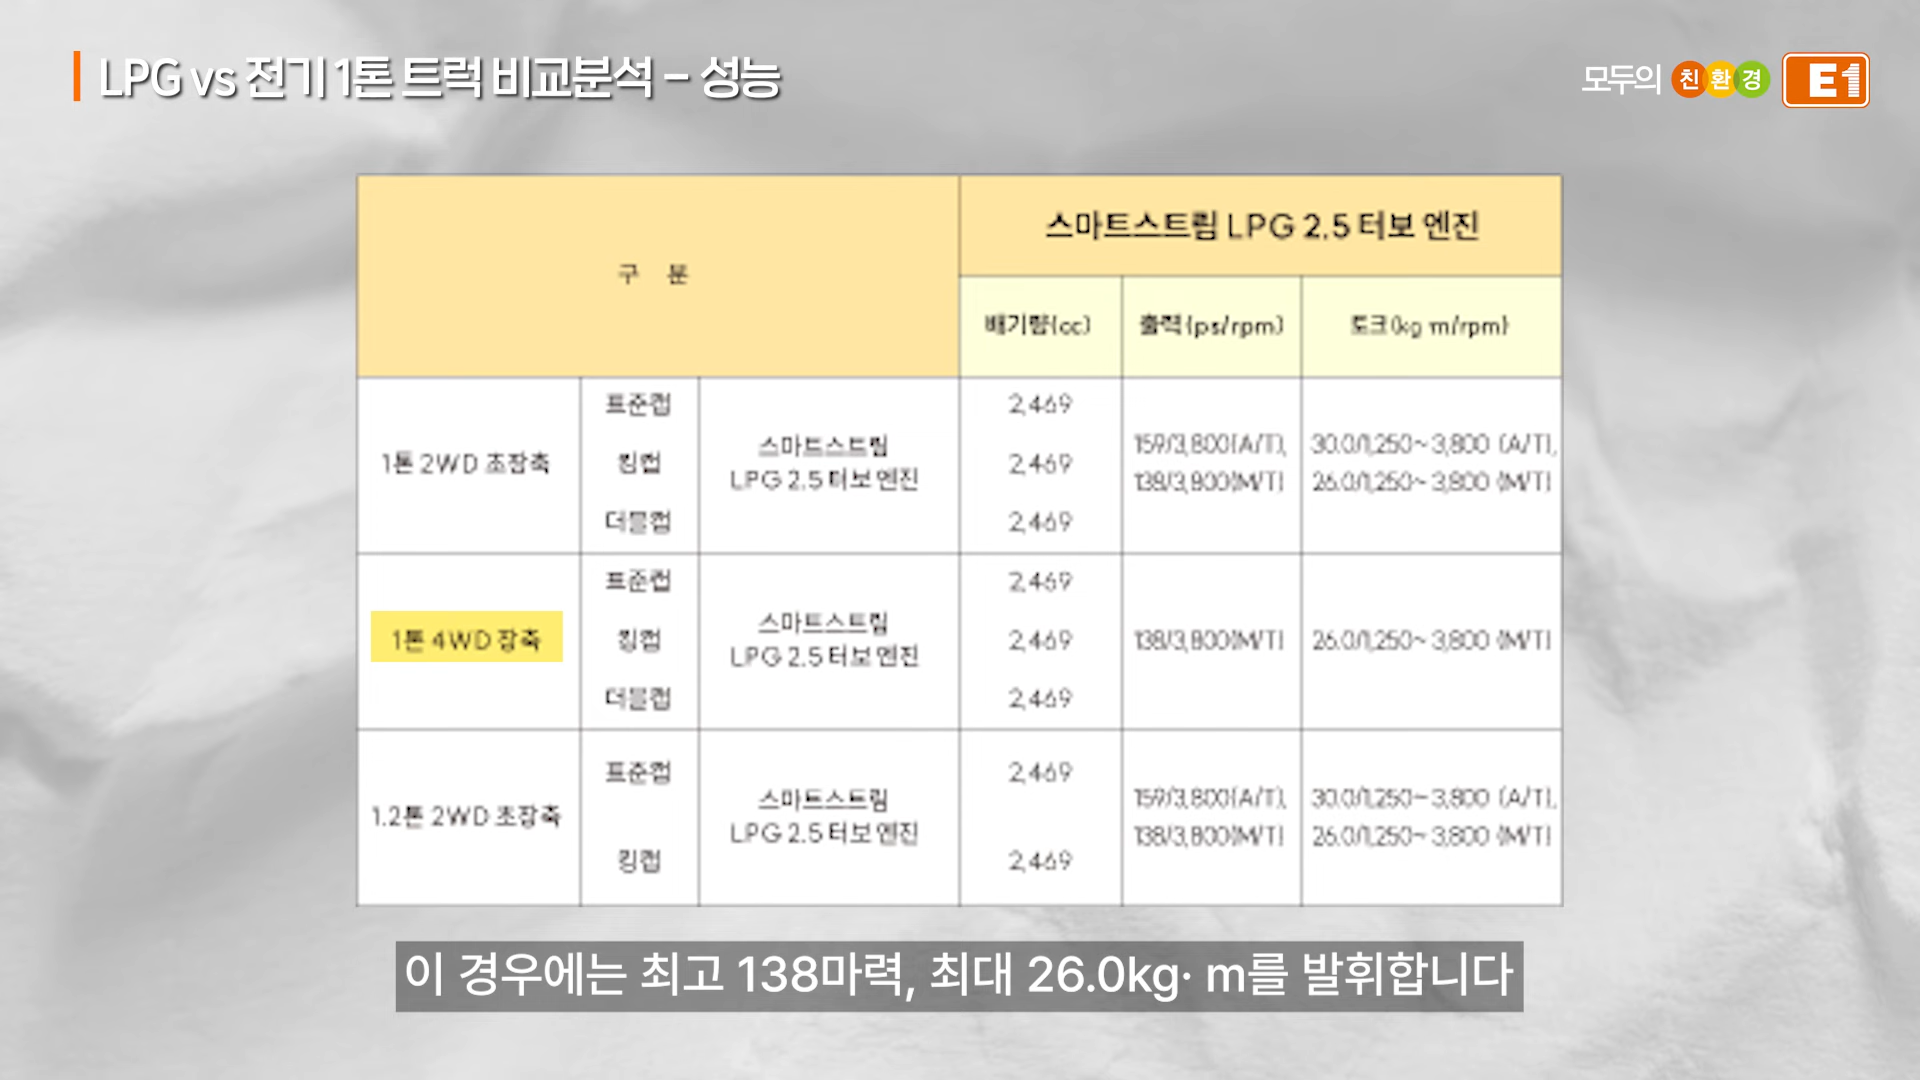 LPG vs 전기 1톤 트럭 비교분석 - 성능
모두의 친환경 E1
구 분
스마트스트림 LPG 2.5 터보 엔진
배기량(cc) 출력(ps/rpm) 토크(kg m/rpm)
1톤 2WD 초장축
표준캡
킹캡
더블캡
스마트스트림
LPG 2.5 터보 엔진
2,469
2,469
2,469
159/3,800(A/T),
138/3,800(M/T)
30.0/1,250~3,800 (A/T),
26.0/1,250~3,800 (M/T)
1톤 4WD 장축
표준캡
킹캡
더블캡
스마트스트림
LPG 2.5 터보 엔진
2,469
2,469
2,469
138/3,800(M/T)
26.0/1,250~3,800 (M/T)
1.2톤 2WD 초장축
표준캡
킹캡
스마트스트림
LPG 2.5 터보 엔진
2,469
2,469
159/3,800(A/T),
138/3,800(M/T)
30.0/1,250~3,800 (A/T),
26.0/1,250~3,800 (M/T)
이 경우에는 최고 138마력, 최대 26.0kg· m를 발휘합니다